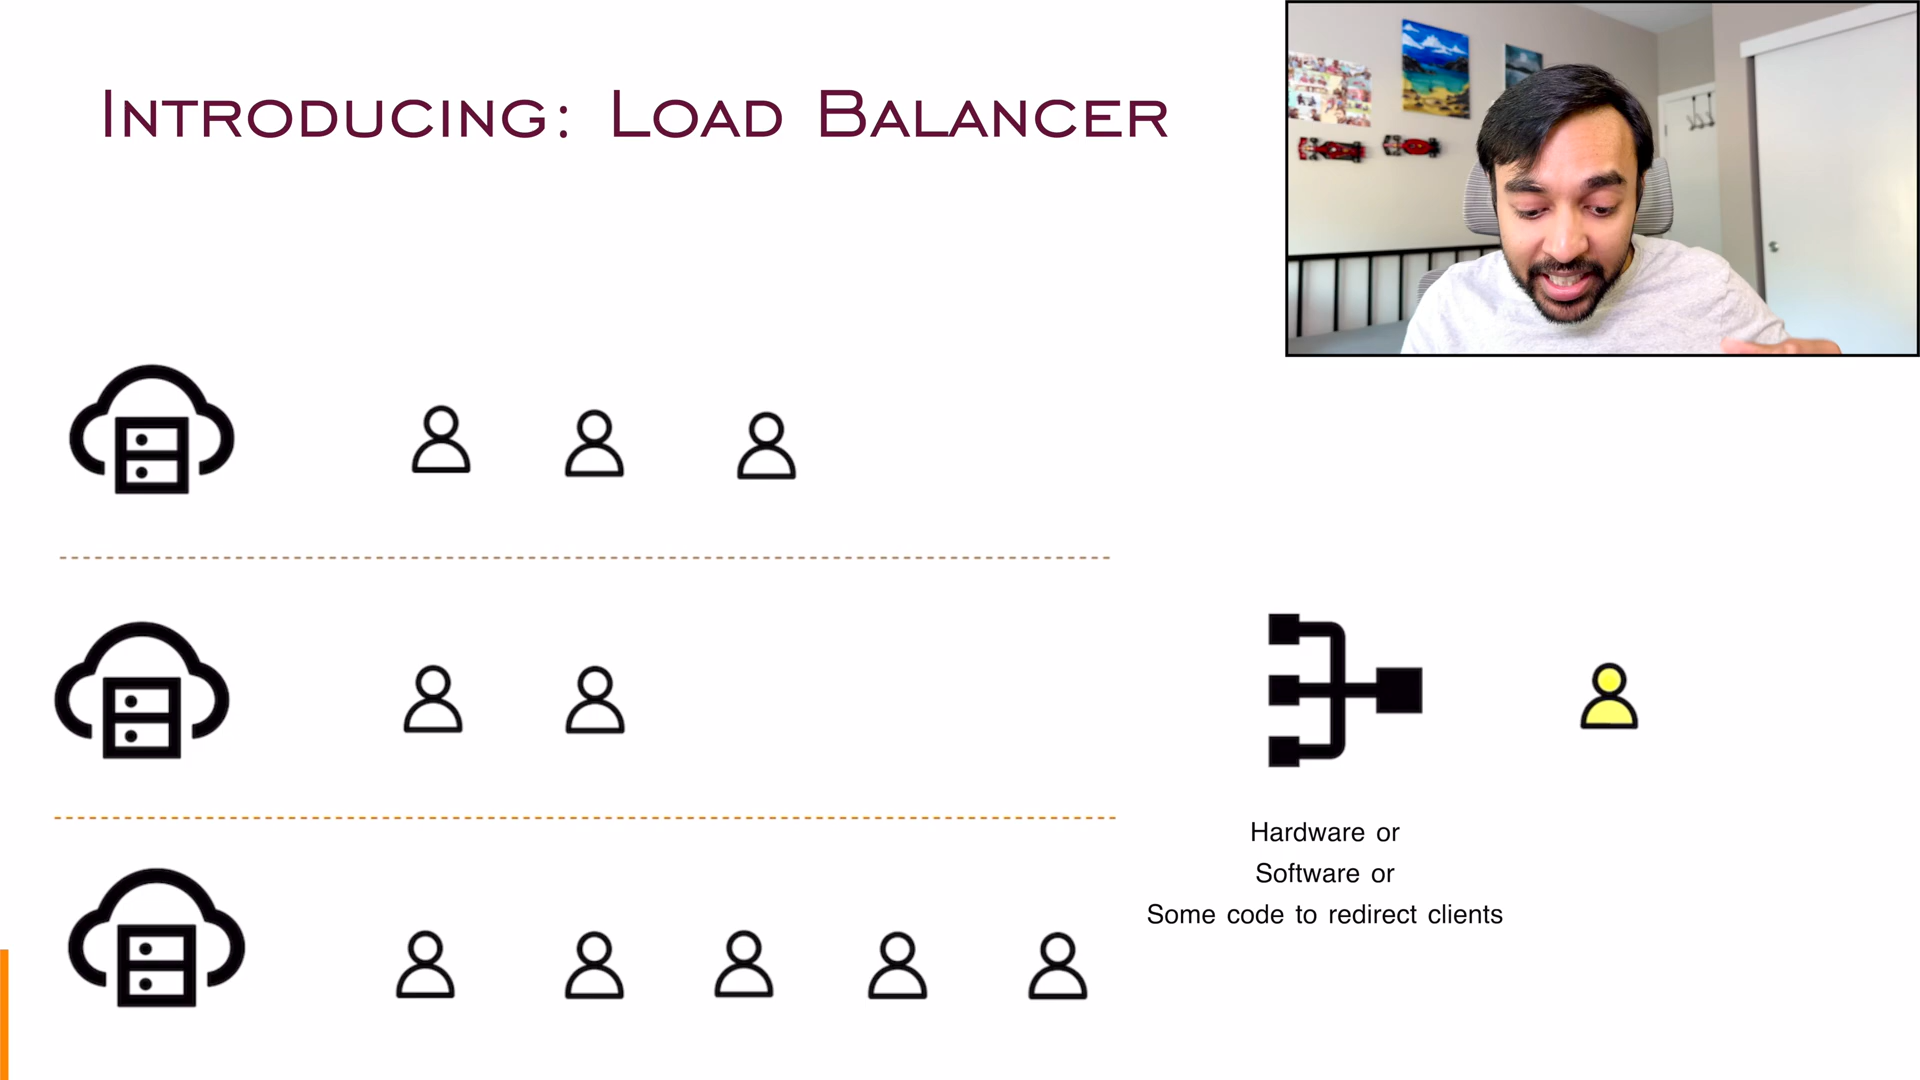 Introducing: Load Balancer
Hardware or
Software or
Some code to redirect clients